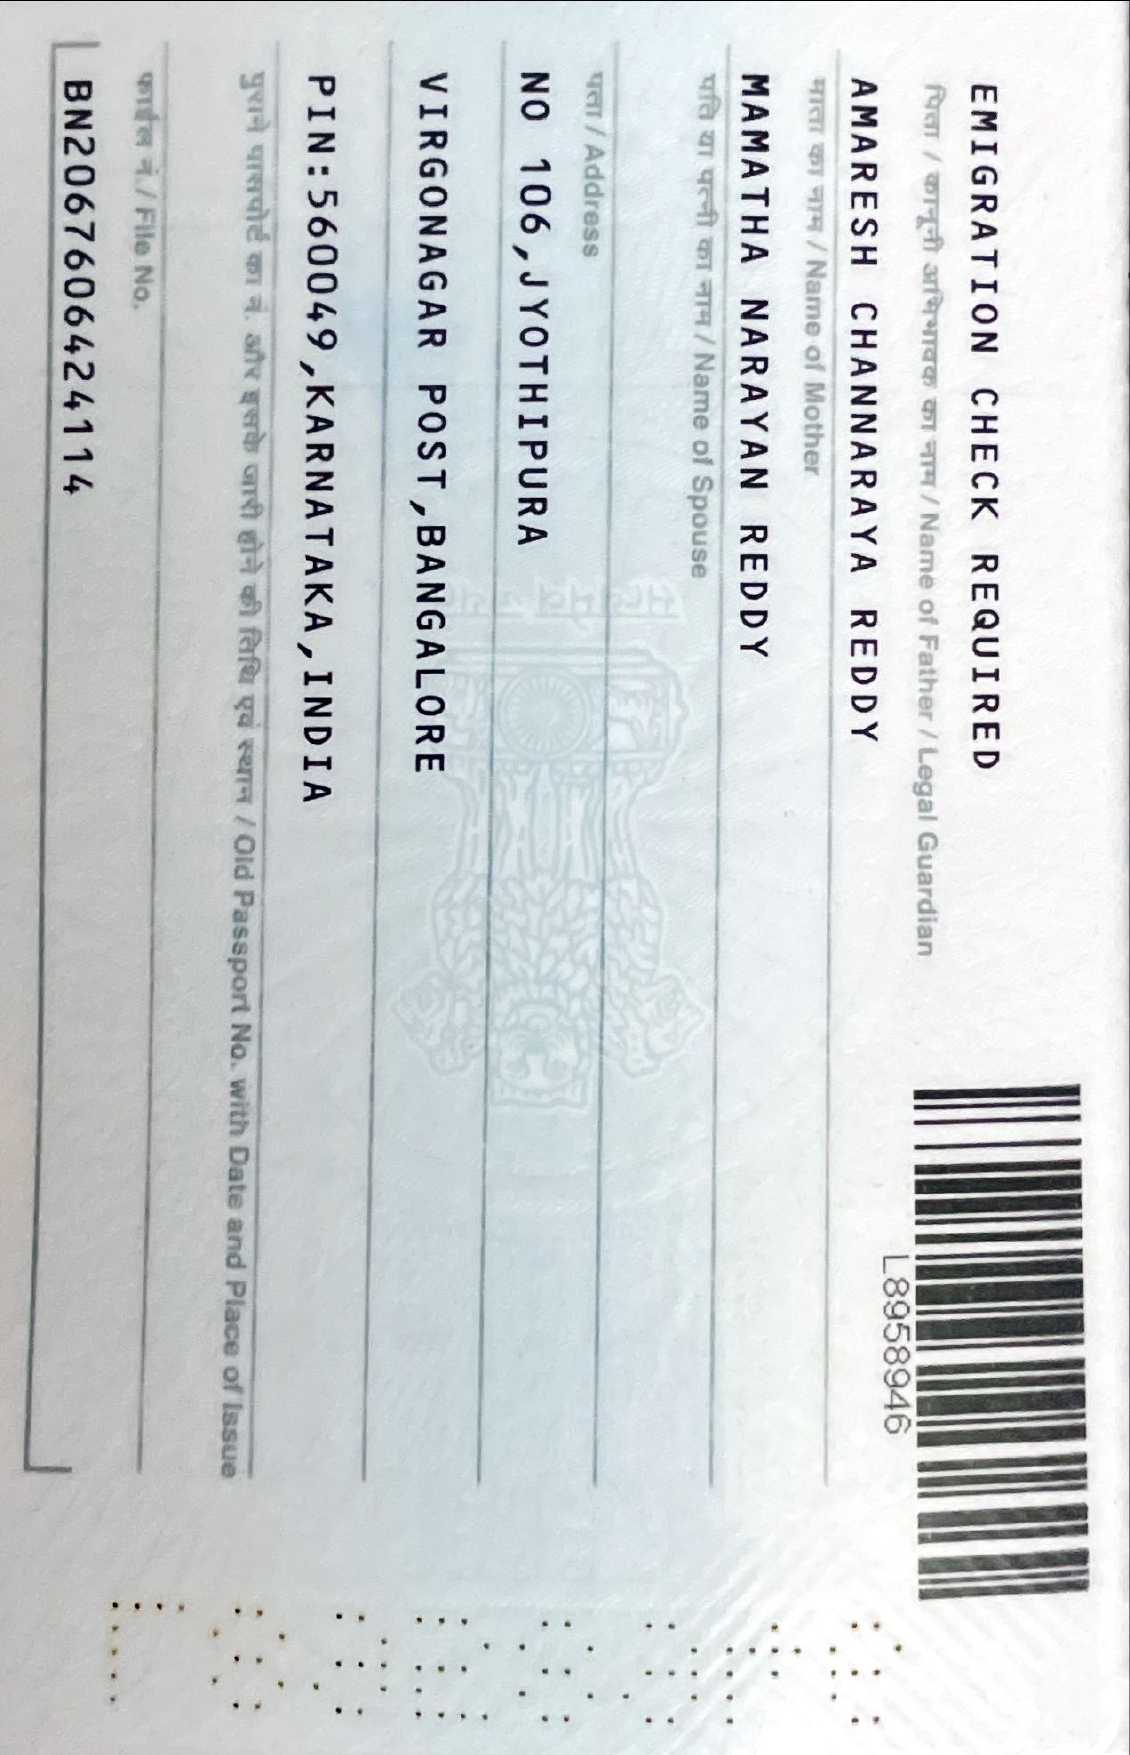 EMIGRATION CHECK REQUIRED
L8958946
पिता / कानूनी अभिभावक का नाम / Name of Father / Legal Guardian
AMARESH CHANNARAYA REDDY
माता का नाम / Name of Mother
MAMATHA NARAYAN REDDY
पति या पत्नी का नाम / Name of Spouse
पता / Address
NO 106,JYOTHIPURA
VIRGONAGAR POST,BANGALORE
PIN:560049,KARNATAKA,INDIA
पुराने पासपोर्ट का नं. और इसके जारी होने की तिथि एवं स्थान / Old Passport No. with Date and Place of Issue
फाईल नं. / File No.
BN2067606424114